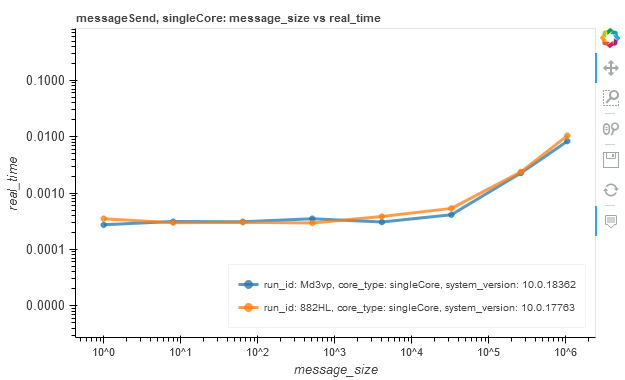 messageSend, singleCore: message_size vs real_time
0.1000
0.0100
0.0010
0.0001
0.0000
real_time
run_id: Md3vp, core_type: singleCore, system_version: 10.0.18362
run_id: 882HL, core_type: singleCore, system_version: 10.0.17763
10^0 10^1 10^2 10^3 10^4 10^5 10^6
message_size